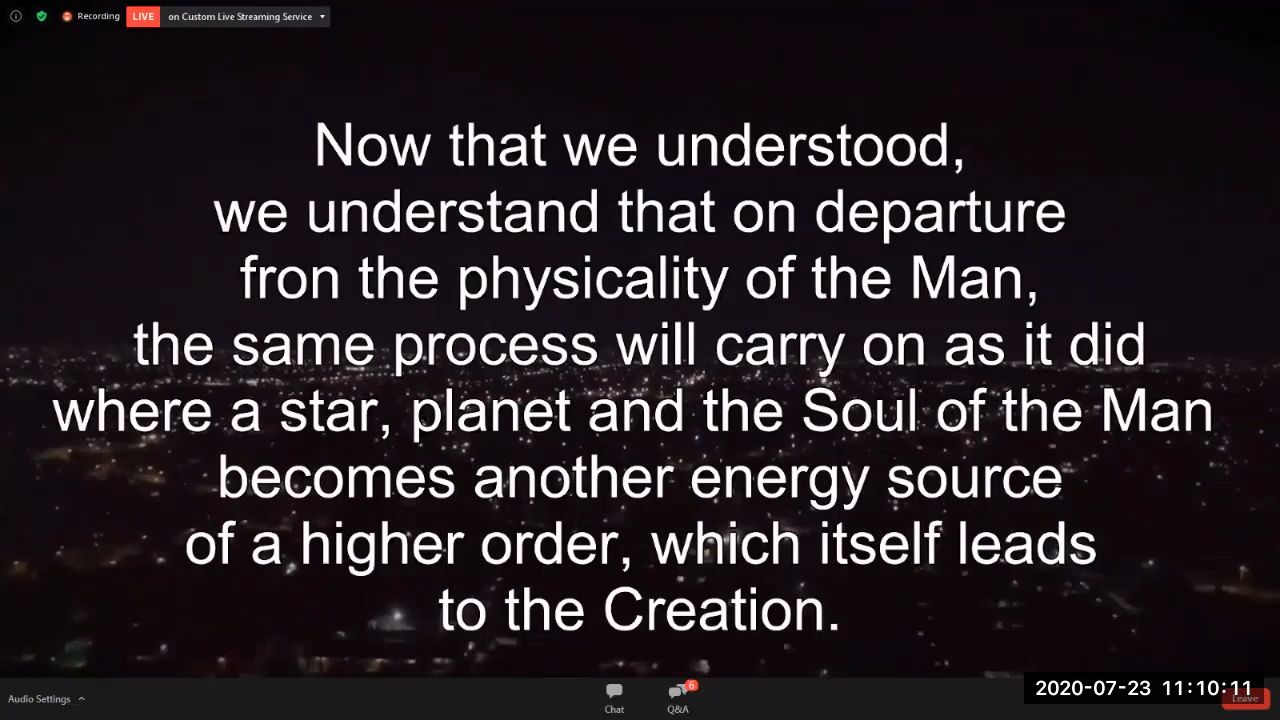 Recording LIVE on Custom Live Streaming Service
Now that we understood,
we understand that on departure
fron the physicality of the Man,
the same process will carry on as it did
where a star, planet and the Soul of the Man
becomes another energy source
of a higher order, which itself leads
to the Creation.
Audio Settings
Chat
6
Q&A
2020-07-23 11:10:11
Leave